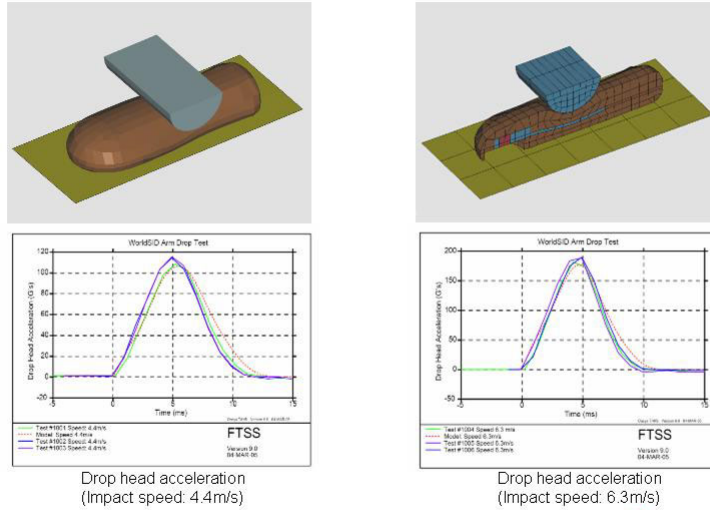 WorldSID Arm Drop Test
Drop Head Acceleration (G's)
120
100
80
60
40
20
0
-20
-5
0
5
10
15
Time (ms)
Test #1001 Speed: 4.4m/s
Model: Speed 4.4m/s
Test #1002 Speed: 4.4m/s
Test #1003 Speed: 4.4m/s
FTSS
Version 9.0
04-MAR-05
Drop head acceleration
(Impact speed: 4.4m/s)
WorldSID Arm Drop Test
Drop Head Acceleration (G's)
200
150
100
50
0
-50
-5
0
5
10
15
Time (ms)
Test #1004 Speed 6.3 m/s
Model: Speed 6.3m/s
Test #1005 Speed 6.3m/s
Test #1006 Speed 6.3m/s
FTSS
Version 9.0
04-MAR-05
Drop head acceleration
(Impact speed: 6.3m/s)